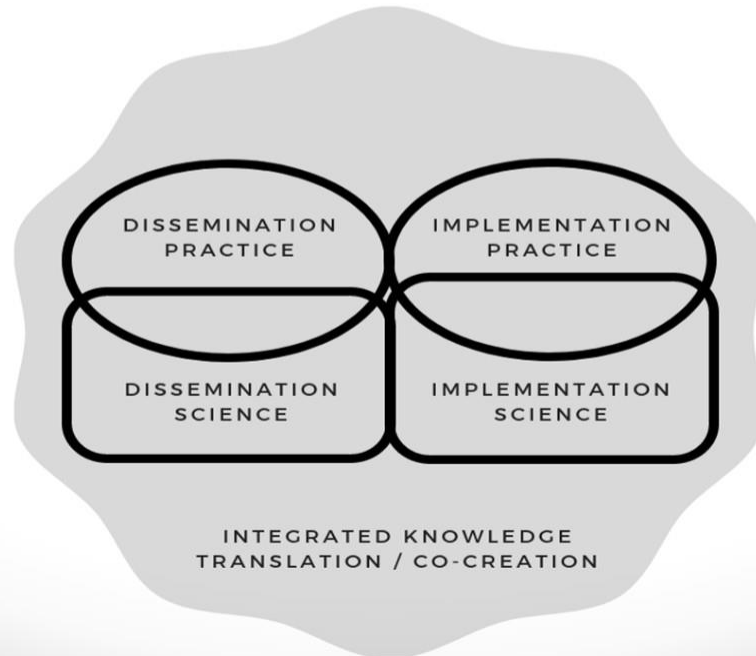 DISSEMINATION
PRACTICE
IMPLEMENTATION
PRACTICE
DISSEMINATION
SCIENCE
IMPLEMENTATION
SCIENCE
INTEGRATED KNOWLEDGE
TRANSLATION / CO-CREATION